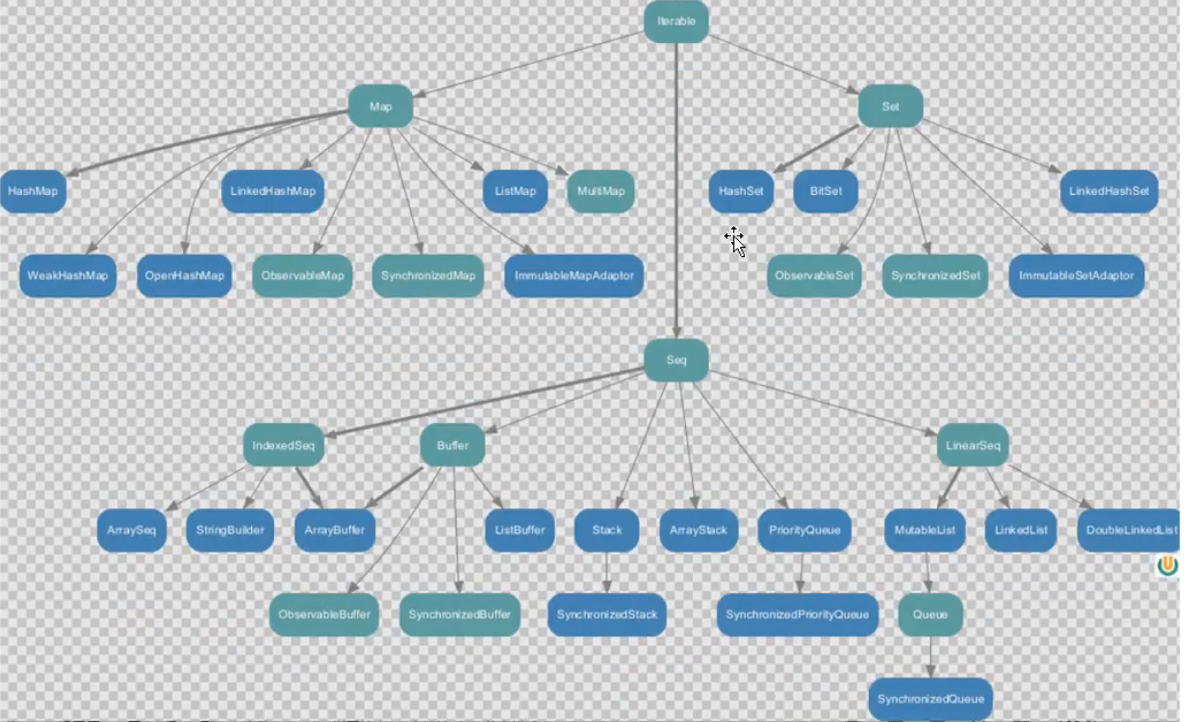 Iterable
Map
Set
HashMap
LinkedHashMap
ListMap
MultiMap
HashSet
BitSet
LinkedHashSet
WeakHashMap
OpenHashMap
ObservableMap
SynchronizedMap
ImmutableMapAdaptor
ObservableSet
SynchronizedSet
ImmutableSetAdaptor
Seq
IndexedSeq
Buffer
LinearSeq
ArraySeq
StringBuilder
ArrayBuffer
ListBuffer
Stack
ArrayStack
PriorityQueue
MutableList
LinkedList
DoubleLinkedList
ObservableBuffer
SynchronizedBuffer
SynchronizedStack
SynchronizedPriorityQueue
Queue
SynchronizedQueue